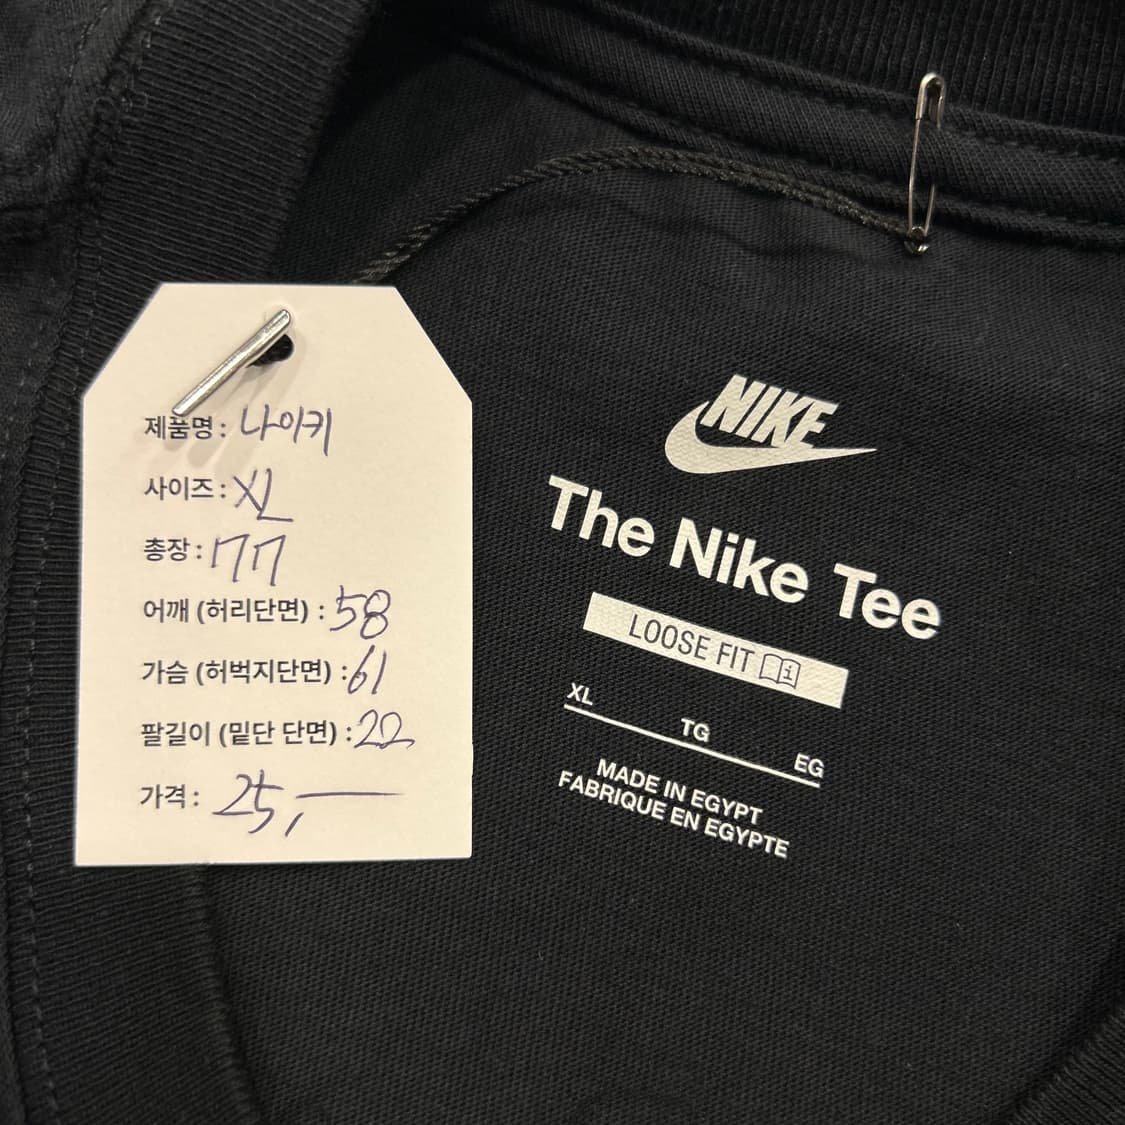 제품명 : 나이키
사이즈 : XL
총장 : 77
어깨 (허리단면) : 58
가슴 (허벅지단면) : 61
팔길이 (밑단 단면) : 22
가격 : 25,—
NIKE
The Nike Tee
LOOSE FIT
XL TG EG
MADE IN EGYPT
FABRIQUE EN EGYPTE